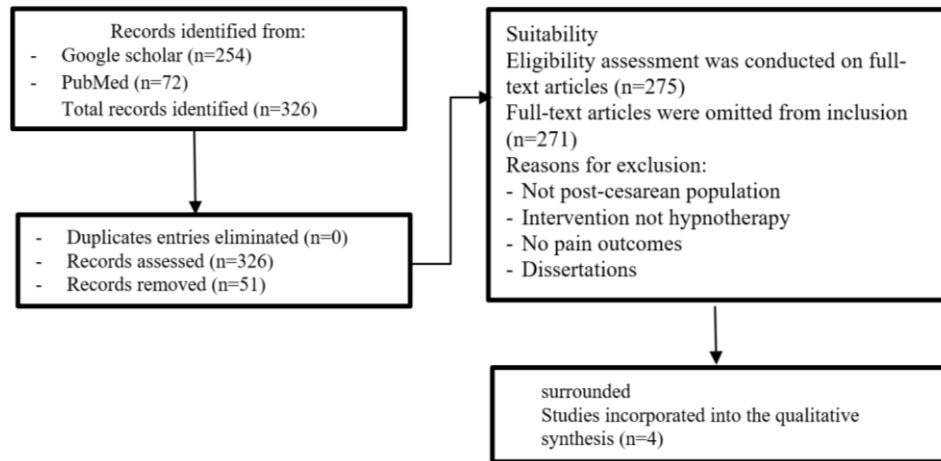 Records identified from:
- Google scholar (n=254)
- PubMed (n=72)
Total records identified (n=326)
- Duplicates entries eliminated (n=0)
- Records assessed (n=326)
- Records removed (n=51)
Suitability
Eligibility assessment was conducted on full-
text articles (n=275)
Full-text articles were omitted from inclusion
(n=271)
Reasons for exclusion:
- Not post-cesarean population
- Intervention not hypnotherapy
- No pain outcomes
- Dissertations
surrounded
Studies incorporated into the qualitative
synthesis (n=4)